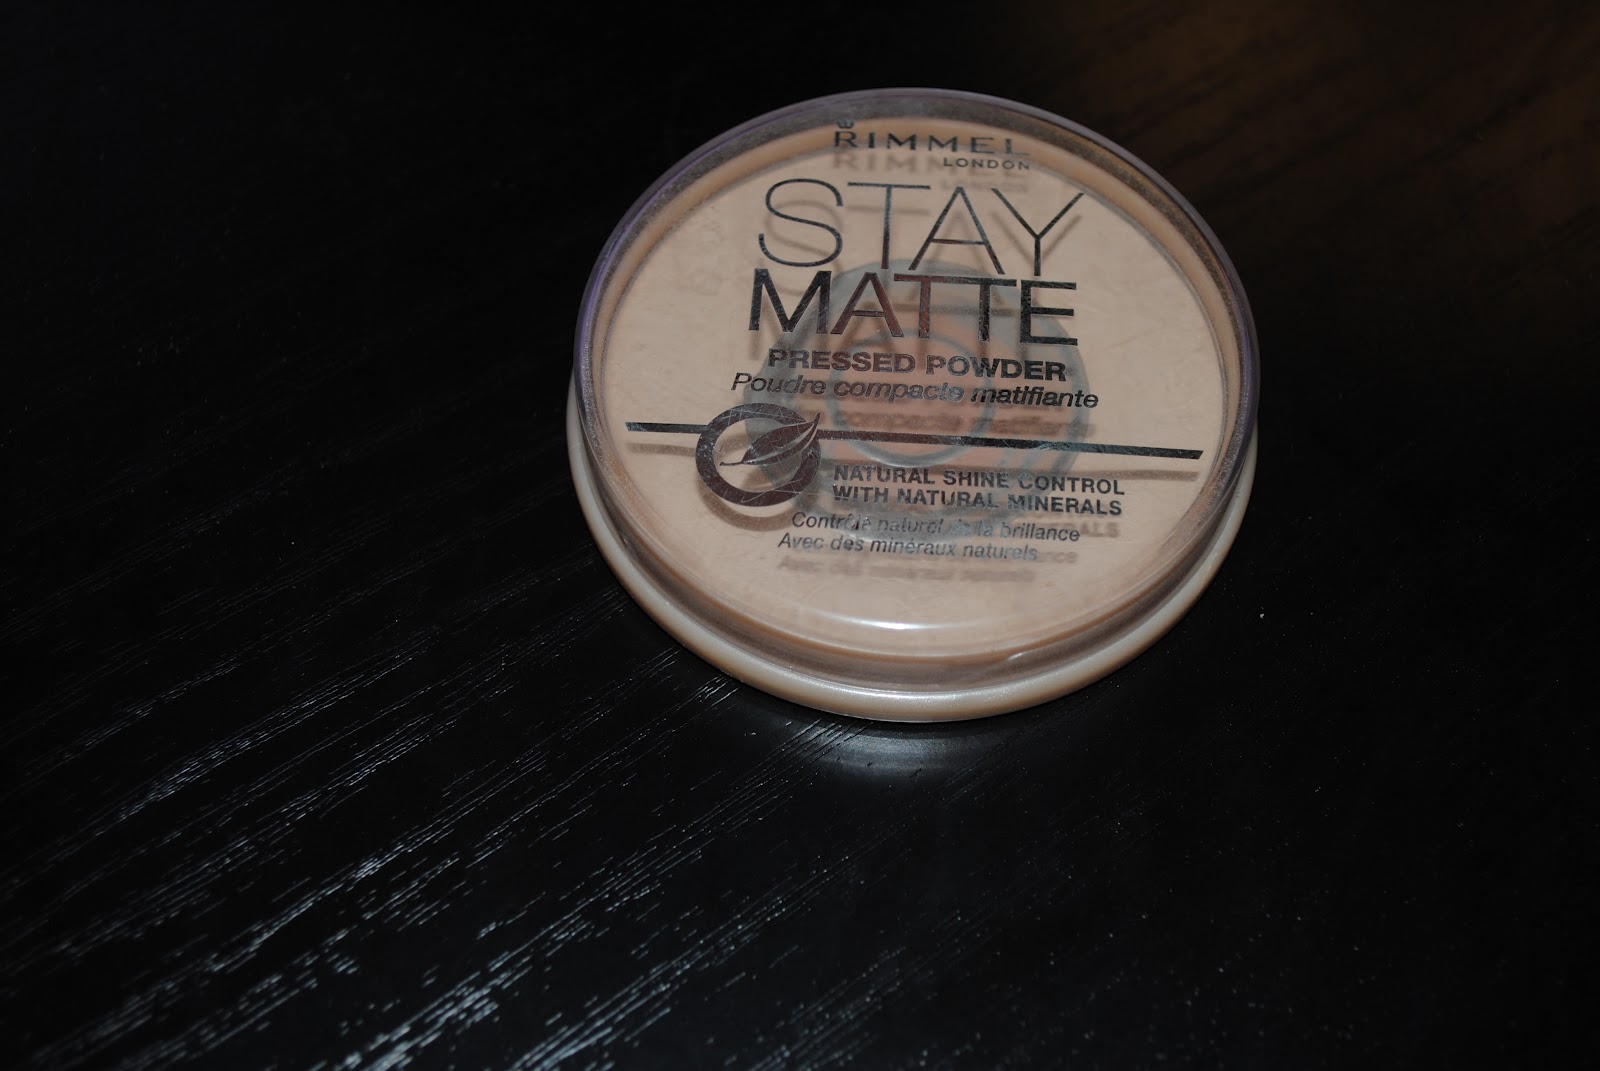 RIMMEL
LONDON
STAY
MATTE
PRESSED POWDER
Poudre compacte matifiante
NATURAL SHINE CONTROL
WITH NATURAL MINERALS
Contrôle naturel de la brillance
Avec des minéraux naturels